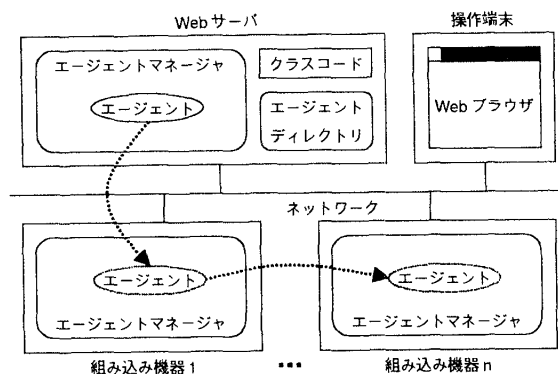 Webサーバ
操作端末
エージェントマネージャ
エージェント
クラスコード
エージェント
ディレクトリ
Webブラウザ
ネットワーク
エージェント
エージェントマネージャ
エージェント
エージェントマネージャ
組み込み機器1
…
組み込み機器n